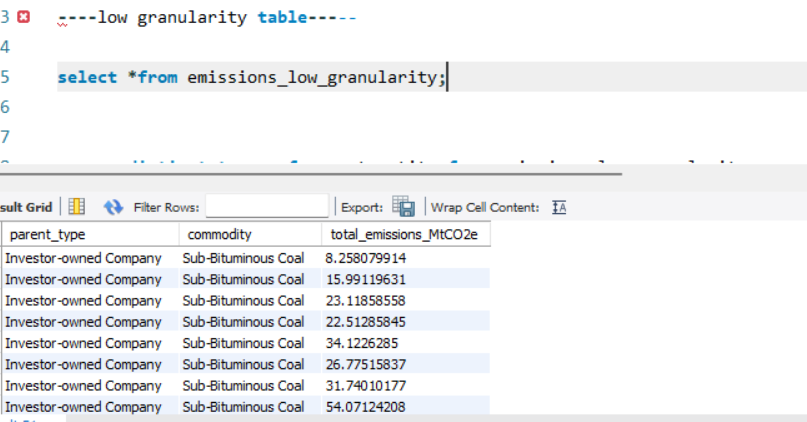 3 ----low granularity table-----
4
5 select *from emissions_low_granularity;
6
7
sult Grid Filter Rows: Export: Wrap Cell Content:
parent_type commodity total_emissions_MtCO2e
Investor-owned Company Sub-Bituminous Coal 8.258079914
Investor-owned Company Sub-Bituminous Coal 15.99119631
Investor-owned Company Sub-Bituminous Coal 23.11858558
Investor-owned Company Sub-Bituminous Coal 22.51285845
Investor-owned Company Sub-Bituminous Coal 34.1226285
Investor-owned Company Sub-Bituminous Coal 26.77515837
Investor-owned Company Sub-Bituminous Coal 31.74010177
Investor-owned Company Sub-Bituminous Coal 54.07124208